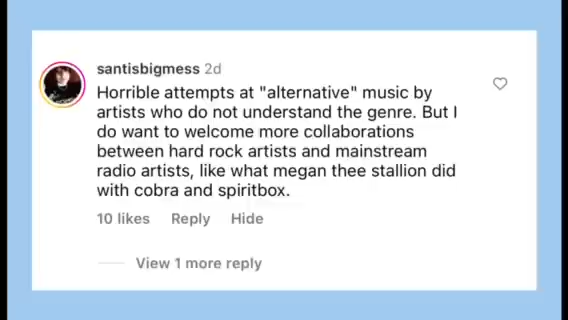 santisbigmess 2d
Horrible attempts at "alternative" music by
artists who do not understand the genre. But I
do want to welcome more collaborations
between hard rock artists and mainstream
radio artists, like what megan thee stallion did
with cobra and spiritbox.
10 likes Reply Hide
View 1 more reply